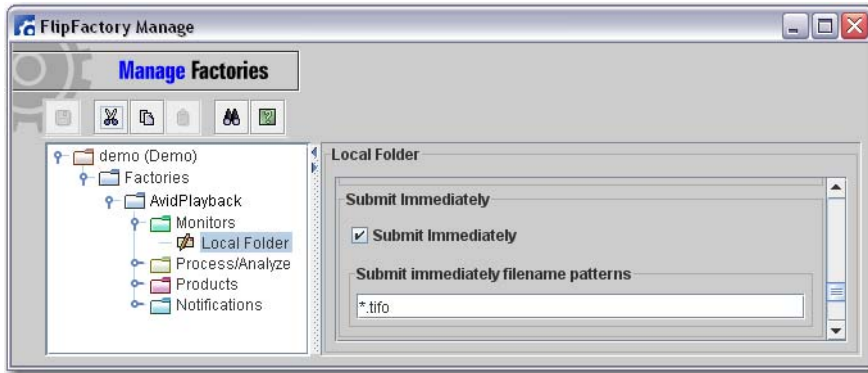 FlipFactory Manage
Manage Factories
demo (Demo)
Factories
AvidPlayback
Monitors
Local Folder
Process/Analyze
Products
Notifications
Local Folder
Submit Immediately
Submit Immediately
Submit immediately filename patterns
*.tifo